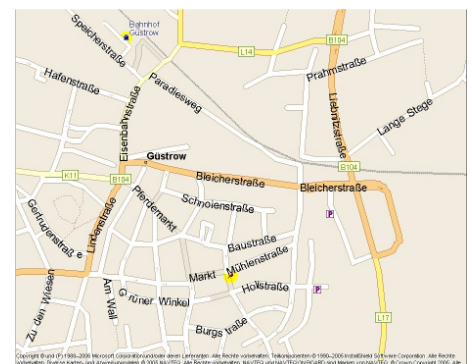 Bahnhof
Güstrow
Speicherstraße
L14
B104
Prahmstraße
Hafenstraße
Paradiesweg
Liebnitzstraße
Lange Stege
Eisenbahnstraße
Güstrow
B104
K11
B104
Bleicherstraße
Bleicherstraße
Schnoienstraße
Pferdemarkt
Gertrudenstraße
Lindenstraße
P
Baustraße
Markt
Mühlenstraße
Hollstraße
P
Grüner Winkel
Am Wall
Zu den Wiesen
Burgstraße
L17